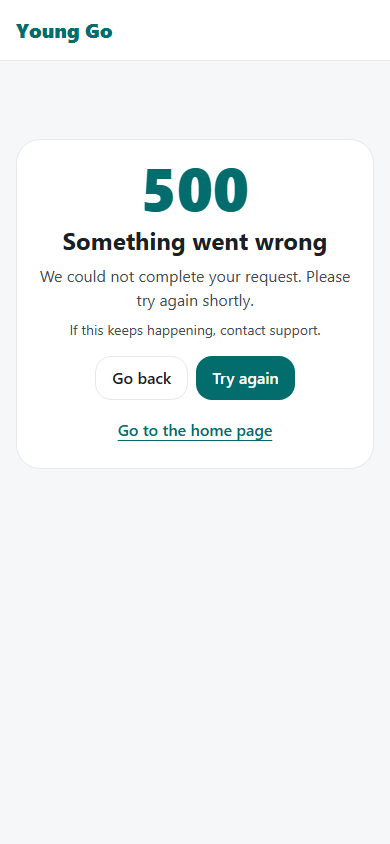 Young Go
500
Something went wrong
We could not complete your request. Please
try again shortly.
If this keeps happening, contact support.
Go back
Try again
Go to the home page